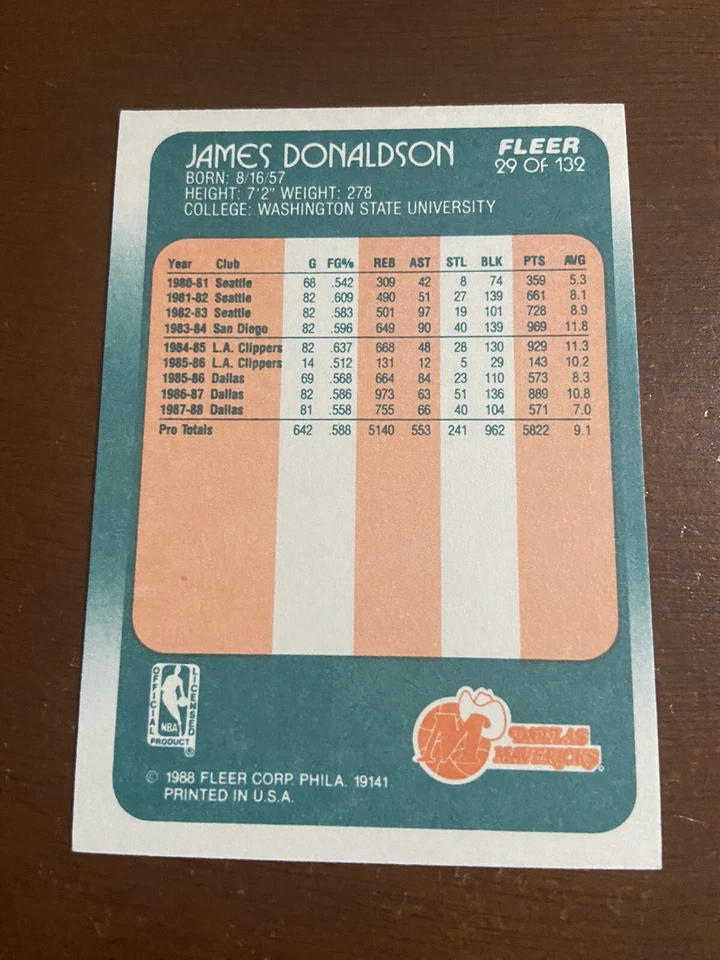 JAMES DONALDSON
FLEER
29 OF 132
BORN: 8/16/57
HEIGHT: 7'2" WEIGHT: 278
COLLEGE: WASHINGTON STATE UNIVERSITY
Year Club G FG% REB AST STL BLK PTS AVG
1980-81 Seattle 68 .542 309 42 8 74 359 5.3
1981-82 Seattle 82 .609 490 51 27 139 661 8.1
1982-83 Seattle 82 .583 501 97 19 101 728 8.9
1983-84 San Diego 82 .596 649 90 40 139 969 11.8
1984-85 L.A. Clippers 82 .637 668 48 28 130 929 11.3
1985-86 L.A. Clippers 14 .512 131 12 5 29 143 10.2
1985-86 Dallas 69 .568 664 84 23 110 573 8.3
1986-87 Dallas 82 .586 973 63 51 136 889 10.8
1987-88 Dallas 81 .558 755 66 40 104 571 7.0
Pro Totals 642 .588 5140 553 241 962 5822 9.1
OFFICIAL
LICENSED
NBA
PRODUCT ®
M
DALLAS
MAVERICKS ®
© 1988 FLEER CORP. PHILA. 19141
PRINTED IN U.S.A.